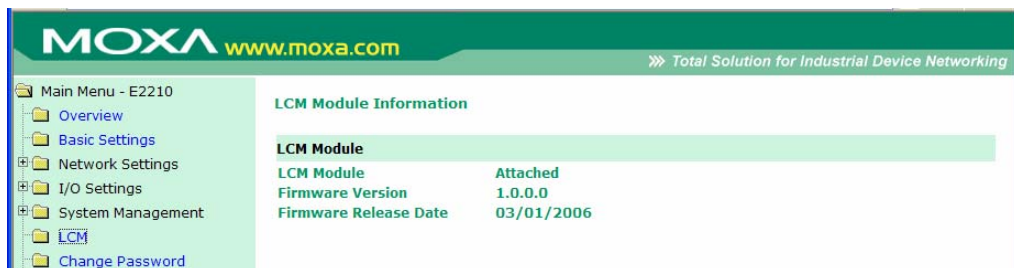 MOXA www.moxa.com
Total Solution for Industrial Device Networking
Main Menu - E2210
Overview
Basic Settings
Network Settings
I/O Settings
System Management
LCM
Change Password
LCM Module Information
LCM Module
LCM Module Attached
Firmware Version 1.0.0.0
Firmware Release Date 03/01/2006